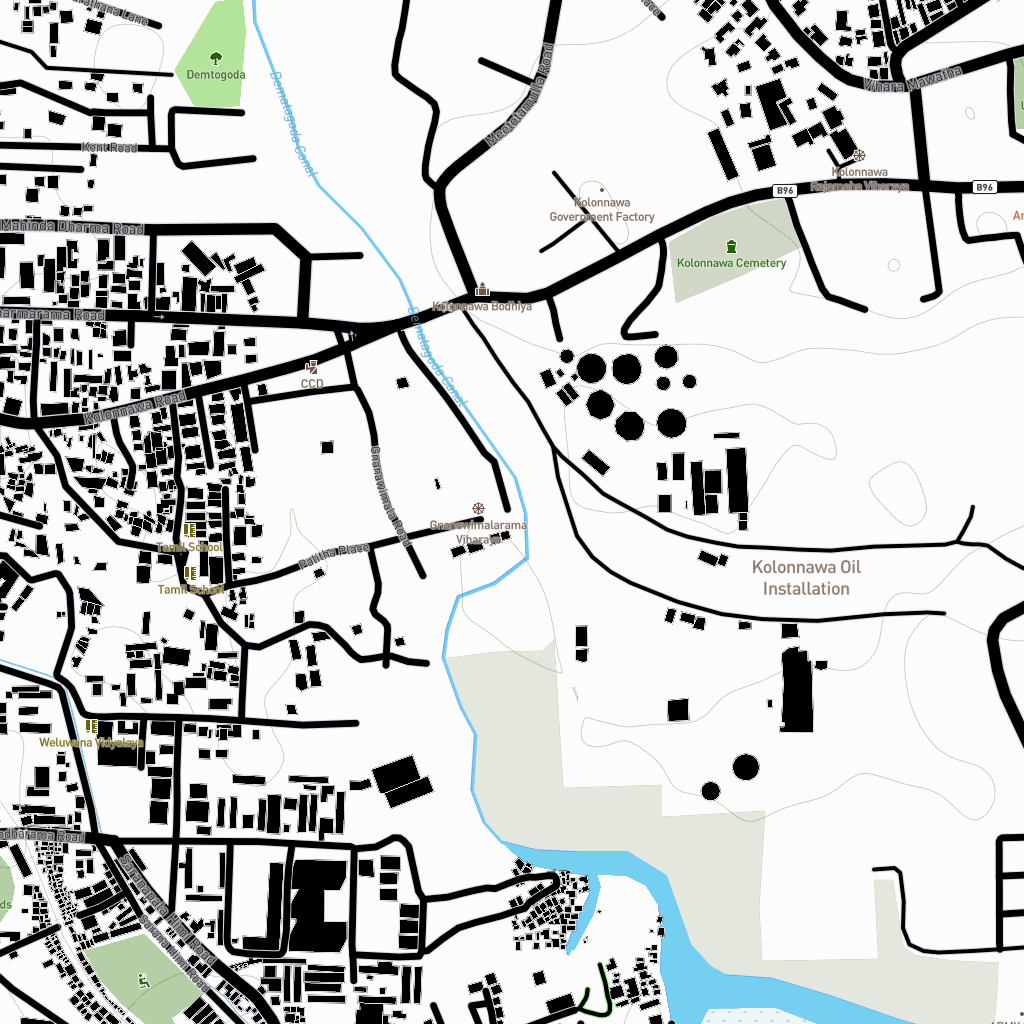 Demtogoda
Dematagoda Canal
Meetotamulla Road
Vihara Mawatha
Kent Road
Kolonnawa
Rajamaha Viharaya
B96
B96
Kolonnawa
Government Factory
Mahinda Dharma Road
Kolonnawa Cemetery
Kolonnawa Bodhiya
Dematagoda Canal
CCD
Kolonnawa Road
Gnanawimala Road
Gnanawimalarama
Viharaya
Tamil School
Batitha Place
Tamil School
Kolonnawa Oil
Installation
Weluwana Vidyalaya